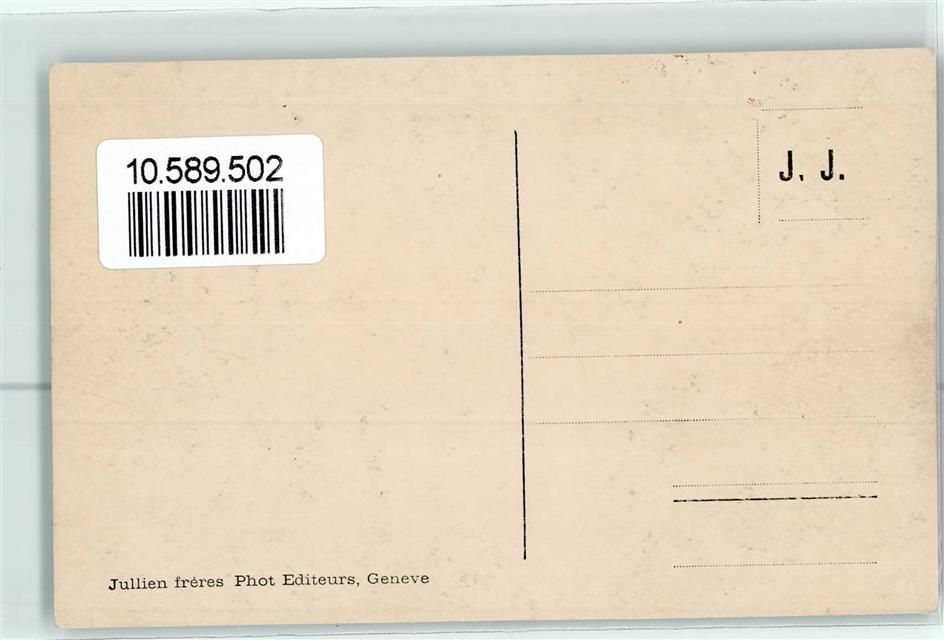 10.589.502
J. J.
Jullien fréres Phot Editeurs, Geneve